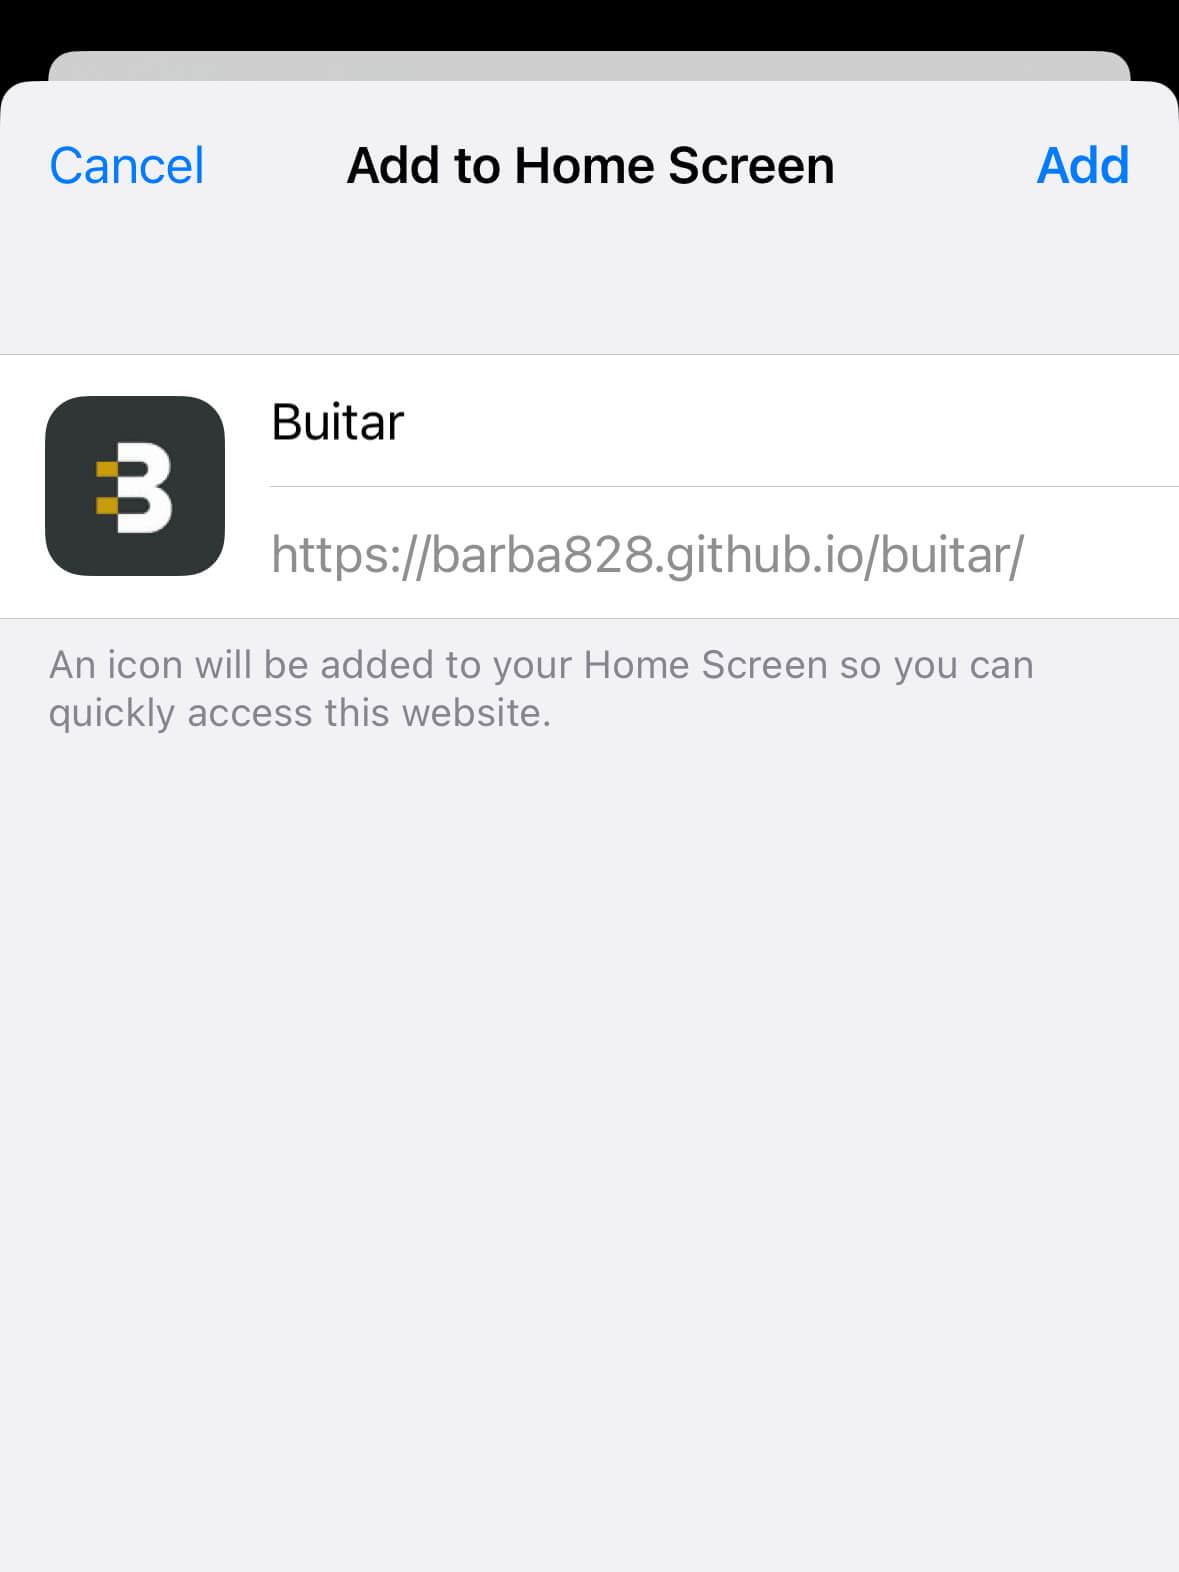 Cancel Add to Home Screen Add
B
Buitar
https://barba828.github.io/buitar/
An icon will be added to your Home Screen so you can
quickly access this website.